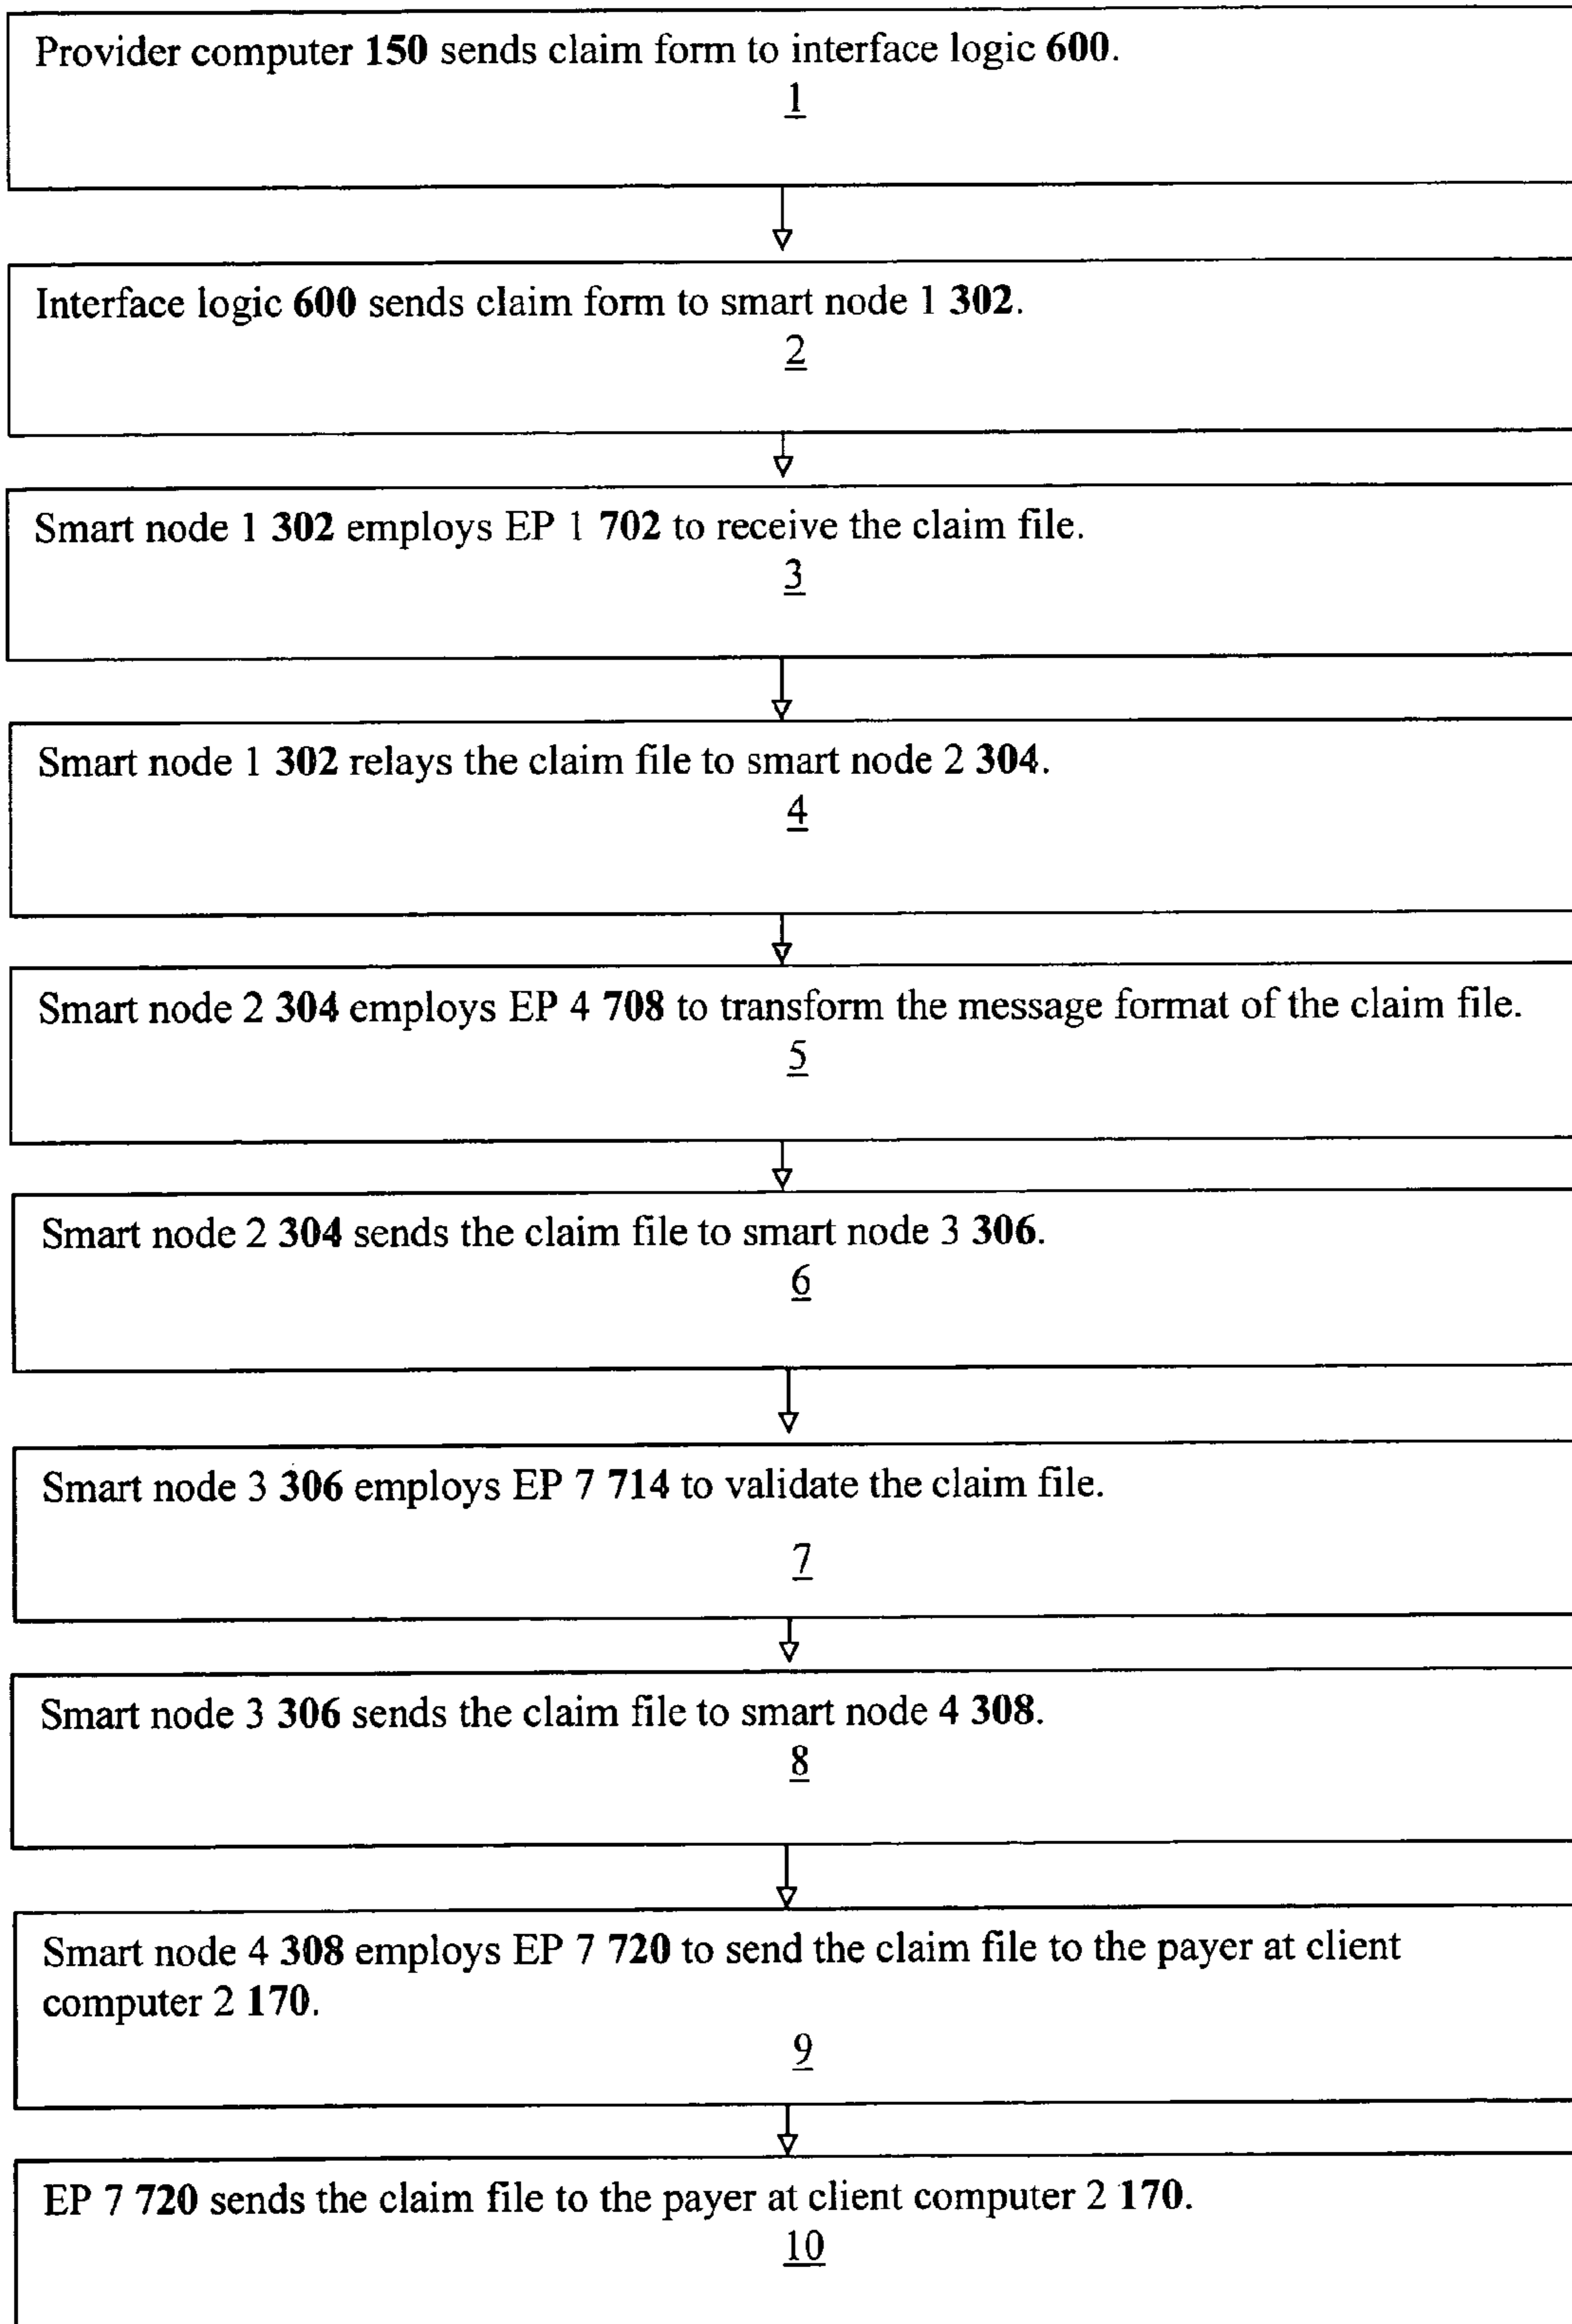 Provider computer 150 sends claim form to interface logic 600.
1
Interface logic 600 sends claim form to smart node 1 302.
2
Smart node 1 302 employs EP 1 702 to receive the claim file.
3
Smart node 1 302 relays the claim file to smart node 2 304.
4
Smart node 2 304 employs EP 4 708 to transform the message format of the claim file.
5
Smart node 2 304 sends the claim file to smart node 3 306.
6
Smart node 3 306 employs EP 7 714 to validate the claim file.
7
Smart node 3 306 sends the claim file to smart node 4 308.
8
Smart node 4 308 employs EP 7 720 to send the claim file to the payer at client
computer 2 170.
9
EP 7 720 sends the claim file to the payer at client computer 2 170.
10